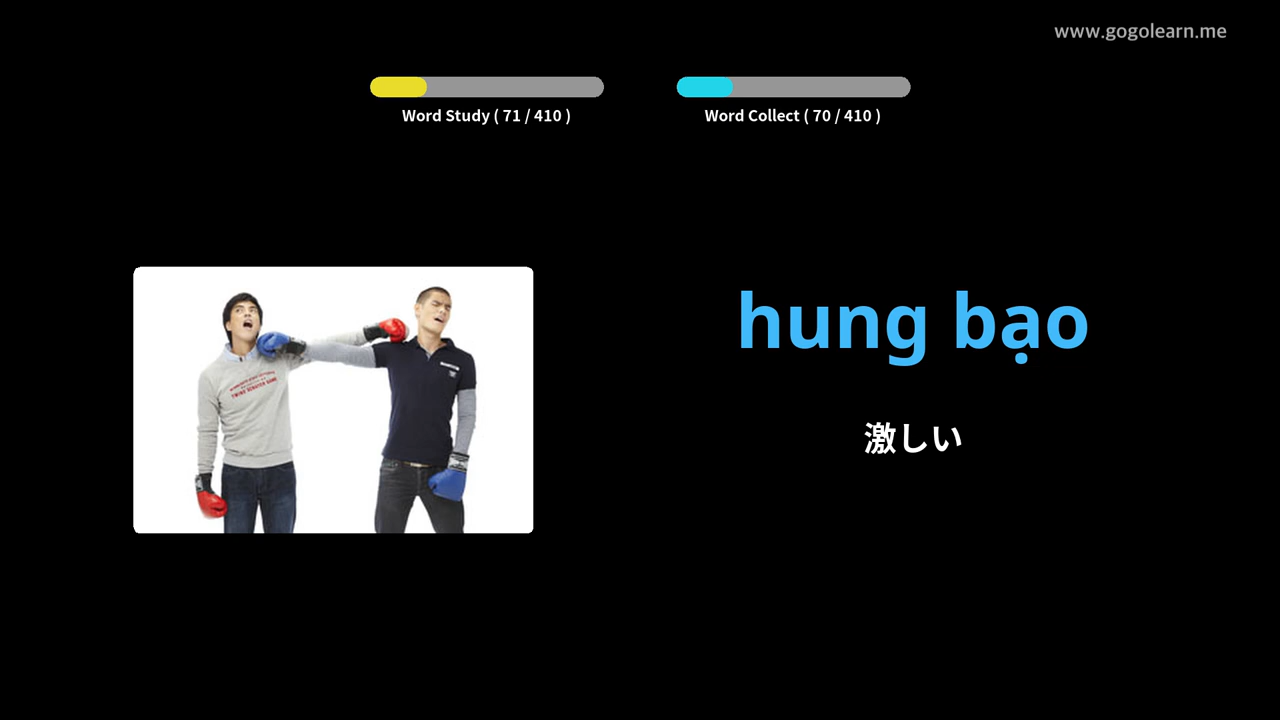 www.gogolearn.me
Word Study ( 71 / 410 )
Word Collect ( 70 / 410 )
hung bạo
激しい